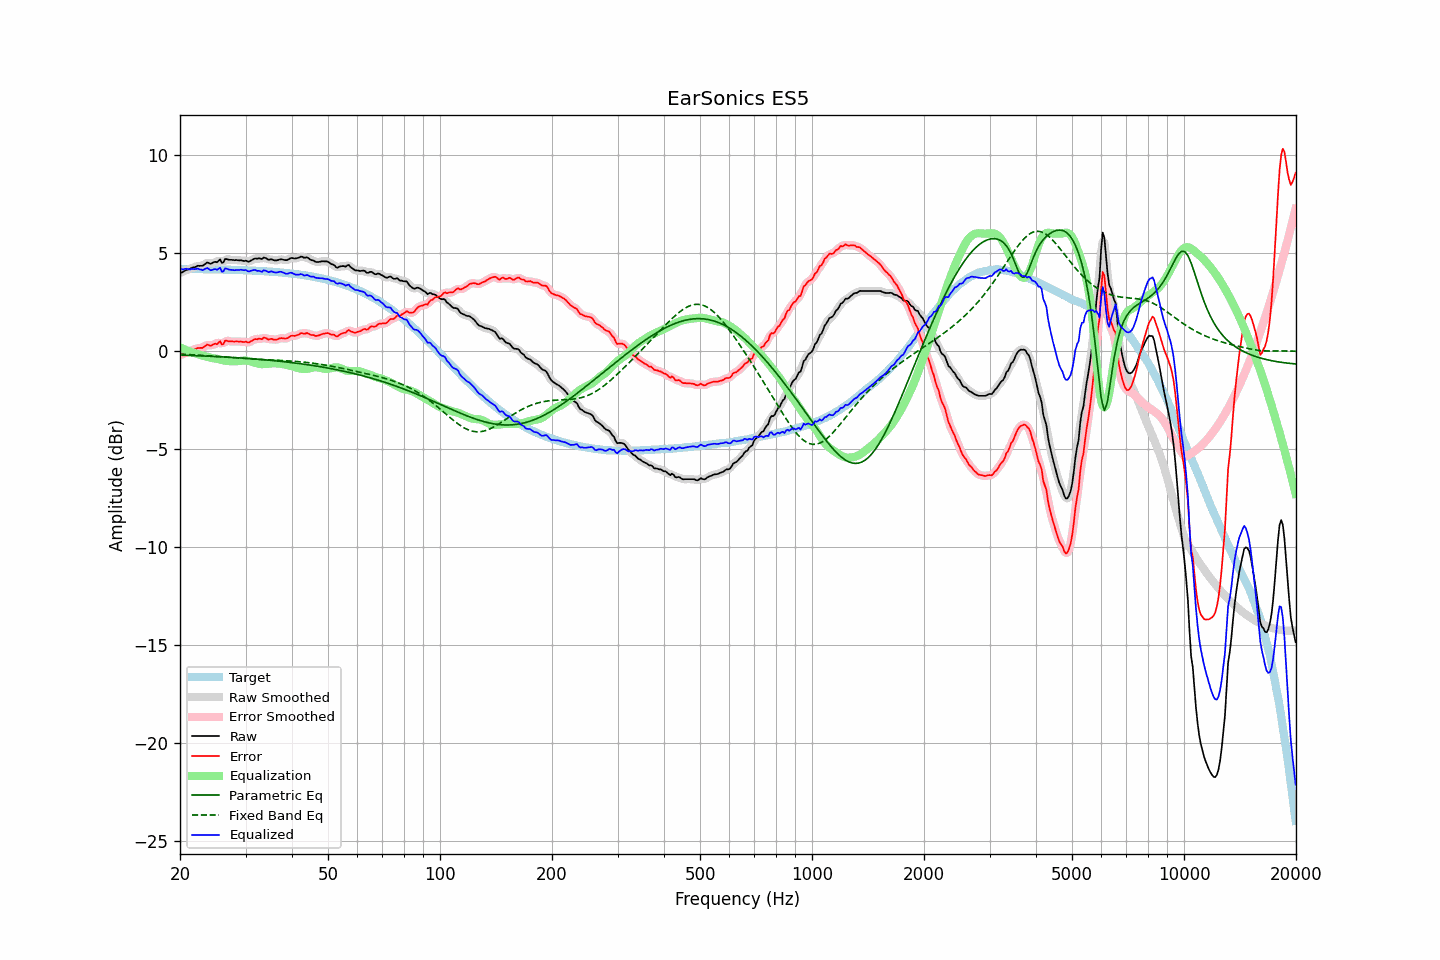 EarSonics ES5
Amplitude (dBr)
10
5
0
−5
−10
−15
−20
−25
Target
Raw Smoothed
Error Smoothed
Raw
Error
Equalization
Parametric Eq
Fixed Band Eq
Equalized
20 50 100 200 500 1000 2000 5000 10000 20000
Frequency (Hz)